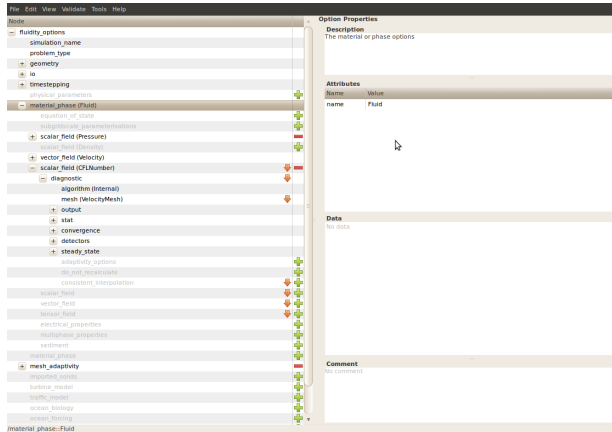 File Edit View Validate Tools Help
Node
fluidity_options
simulation_name
problem_type
geometry
io
timestepping
physical_parameters
material_phase (Fluid)
equation_of_state
subgridscale_parameterisations
scalar_field (Pressure)
scalar_field (Density)
vector_field (Velocity)
scalar_field (CFLNumber)
diagnostic
algorithm (Internal)
mesh (VelocityMesh)
output
stat
convergence
detectors
steady_state
adaptivity_options
do_not_recalculate
consistent_interpolation
scalar_field
vector_field
tensor_field
electrical_properties
multiphase_properties
sediment
material_phase
mesh_adaptivity
imported_solids
turbine_model
traffic_model
ocean_biology
ocean_forcing
/material_phase::Fluid
Option Properties
Description
The material or phase options
Attributes
Name Value
name Fluid
Data
No data
Comment
No comment